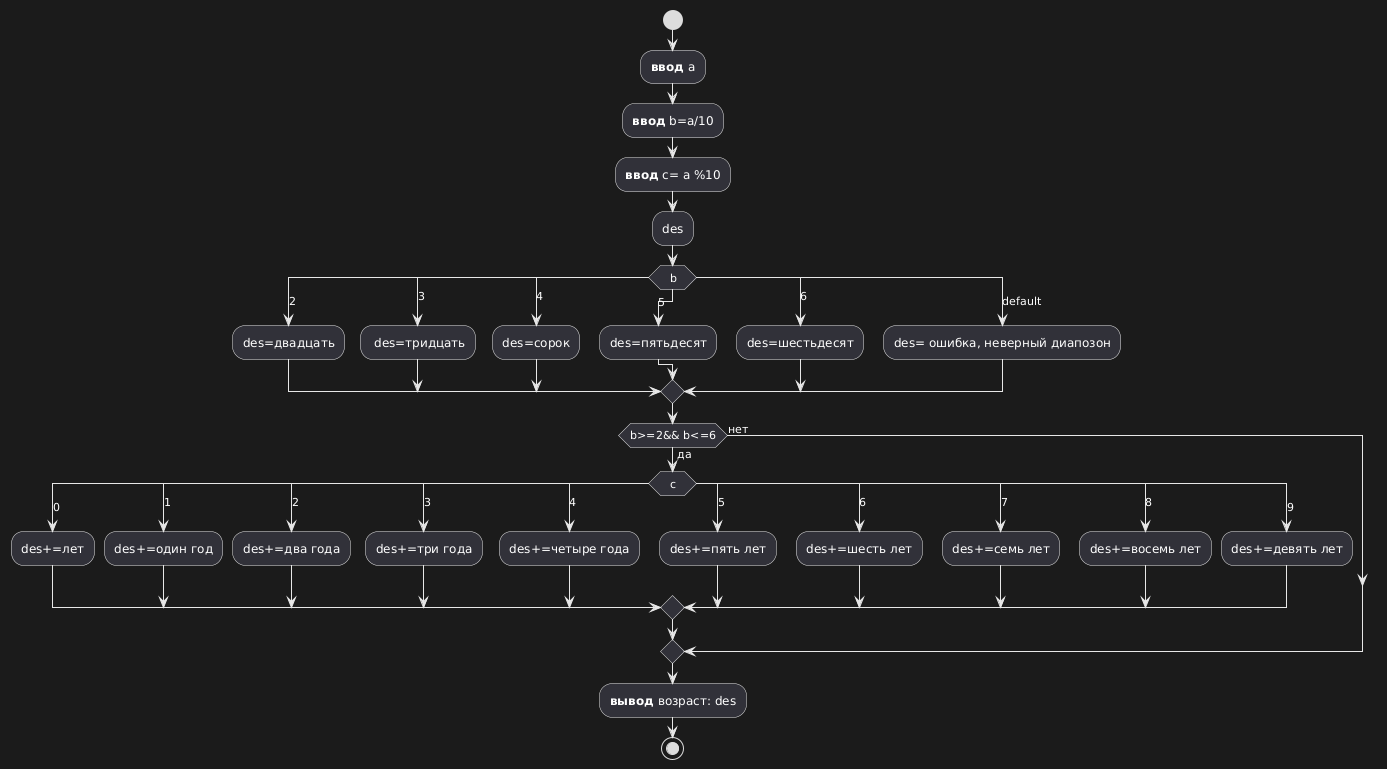 ввод a
ввод b=a/10
ввод c= a %10
des
b
2
3
4
5
6
default
des=двадцать
des=тридцать
des=сорок
des=пятьдесят
des=шестьдесят
des= ошибка, неверный диапозон
b>=2&& b<=6
нет
да
c
0
1
2
3
4
5
6
7
8
9
des+=лет
des+=один год
des+=два года
des+=три года
des+=четыре года
des+=пять лет
des+=шесть лет
des+=семь лет
des+=восемь лет
des+=девять лет
вывод возраст: des